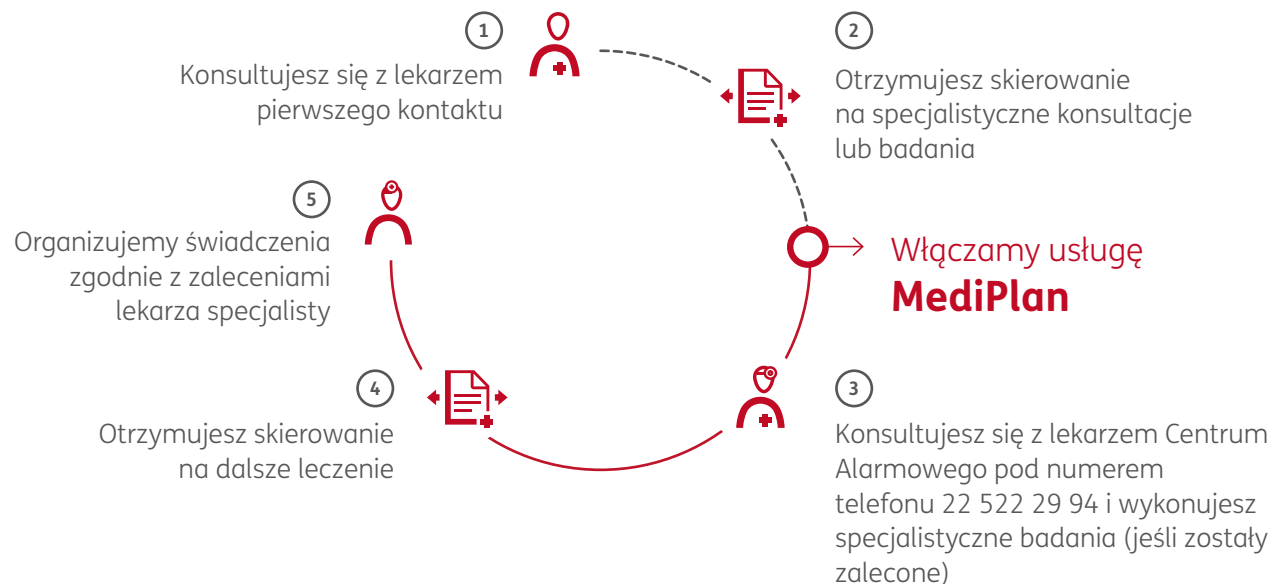 1
Konsultujesz się z lekarzem
pierwszego kontaktu
2
Otrzymujesz skierowanie
na specjalistyczne konsultacje
lub badania
Włączamy usługę
MediPlan
3
Konsultujesz się z lekarzem Centrum
Alarmowego pod numerem
telefonu 22 522 29 94 i wykonujesz
specjalistyczne badania (jeśli zostały
zalecone)
4
Otrzymujesz skierowanie
na dalsze leczenie
5
Organizujemy świadczenia
zgodnie z zaleceniami
lekarza specjalisty